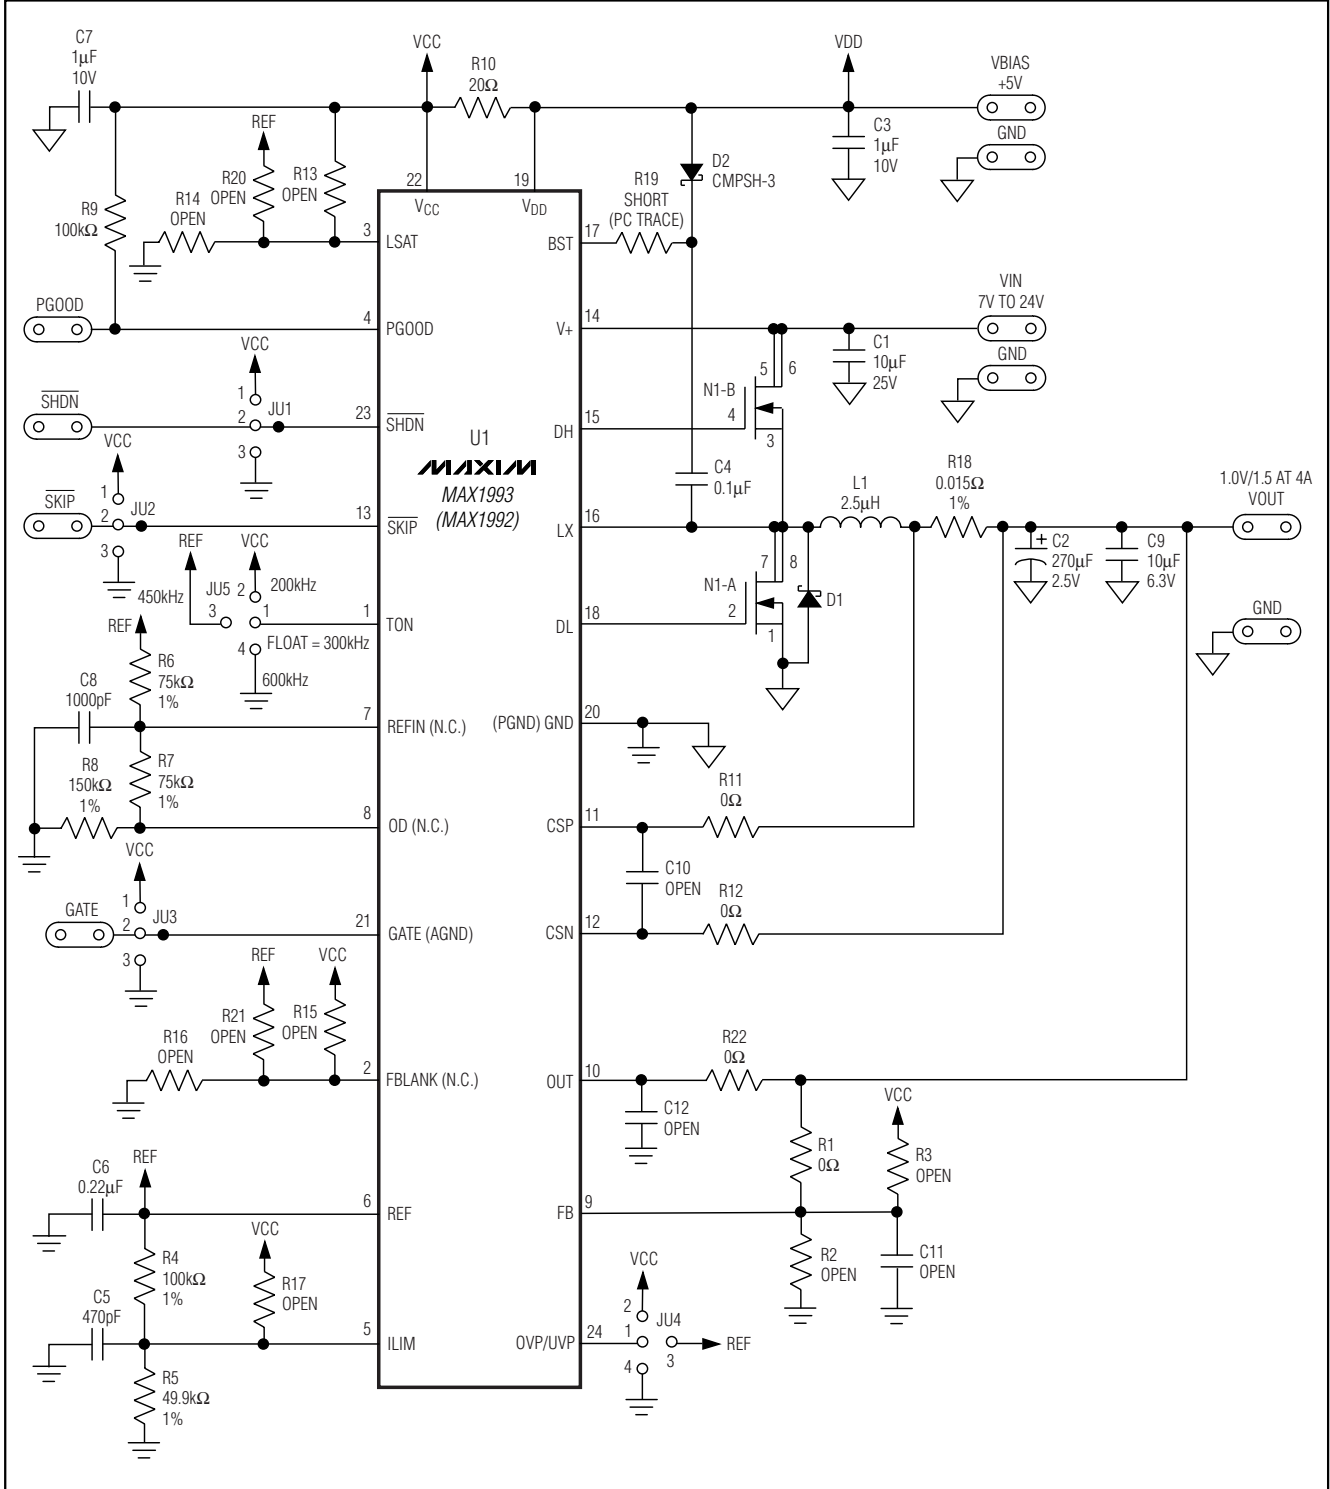 C7
1μF
10V
VCC
R10
20Ω
VDD
VBIAS
+5V
GND
C3
1μF
10V
REF
R20
OPEN
R13
OPEN
R14
OPEN
R9
100kΩ
22
VCC
19
VDD
D2
CMPSH-3
R19
SHORT
(PC TRACE)
3
LSAT
BST
17
PGOOD
4
PGOOD
V+
14
VIN
7V TO 24V
GND
C1
10μF
25V
VCC
1
2
3
JU1
SHDN
23
SHDN
N1-B
5
6
4
3
DH
15
U1
MAXIM
MAX1993
(MAX1992)
VCC
SKIP
1
2
3
JU2
13
SKIP
C4
0.1μF
LX
16
L1
2.5μH
R18
0.015Ω
1%
1.0V/1.5 AT 4A
VOUT
+
C2
270μF
2.5V
C9
10μF
6.3V
GND
REF
VCC
450kHz
JU5
2
200kHz
3
1
4
FLOAT = 300kHz
600kHz
1
TON
N1-A
7
8
2
1
D1
DL
18
REF
R6
75kΩ
1%
C8
1000pF
7
REFIN (N.C.)
(PGND) GND
20
R7
75kΩ
1%
R8
150kΩ
1%
8
OD (N.C.)
CSP
11
R11
0Ω
C10
OPEN
R12
0Ω
CSN
12
VCC
GATE
1
2
3
JU3
21
GATE (AGND)
REF
VCC
R21
OPEN
R15
OPEN
R16
OPEN
2
FBLANK (N.C.)
OUT
10
R22
0Ω
C12
OPEN
VCC
R1
0Ω
R3
OPEN
C6
0.22μF
REF
6
REF
FB
9
R2
OPEN
C11
OPEN
R4
100kΩ
1%
VCC
R17
OPEN
C5
470pF
5
ILIM
OVP/UVP
24
VCC
2
1
4
JU4
3
REF
R5
49.9kΩ
1%